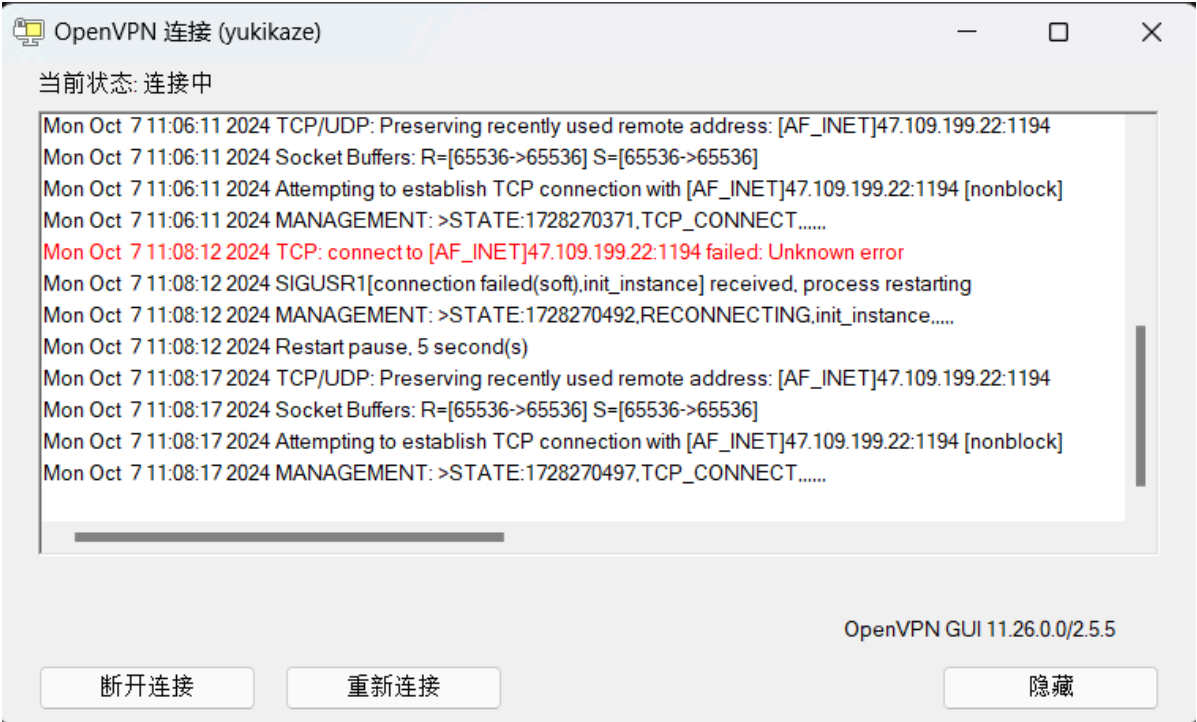 OpenVPN 连接 (yukikaze)
当前状态: 连接中
Mon Oct 7 11:06:11 2024 TCP/UDP: Preserving recently used remote address: [AF_INET]47.109.199.22:1194
Mon Oct 7 11:06:11 2024 Socket Buffers: R=[65536->65536] S=[65536->65536]
Mon Oct 7 11:06:11 2024 Attempting to establish TCP connection with [AF_INET]47.109.199.22:1194 [nonblock]
Mon Oct 7 11:06:11 2024 MANAGEMENT: >STATE:1728270371,TCP_CONNECT,,,,,,
Mon Oct 7 11:08:12 2024 TCP: connect to [AF_INET]47.109.199.22:1194 failed: Unknown error
Mon Oct 7 11:08:12 2024 SIGUSR1[connection failed(soft),init_instance] received, process restarting
Mon Oct 7 11:08:12 2024 MANAGEMENT: >STATE:1728270492,RECONNECTING,init_instance,,,,,
Mon Oct 7 11:08:12 2024 Restart pause, 5 second(s)
Mon Oct 7 11:08:17 2024 TCP/UDP: Preserving recently used remote address: [AF_INET]47.109.199.22:1194
Mon Oct 7 11:08:17 2024 Socket Buffers: R=[65536->65536] S=[65536->65536]
Mon Oct 7 11:08:17 2024 Attempting to establish TCP connection with [AF_INET]47.109.199.22:1194 [nonblock]
Mon Oct 7 11:08:17 2024 MANAGEMENT: >STATE:1728270497,TCP_CONNECT,,,,,,
OpenVPN GUI 11.26.0.0/2.5.5
断开连接 重新连接 隐藏